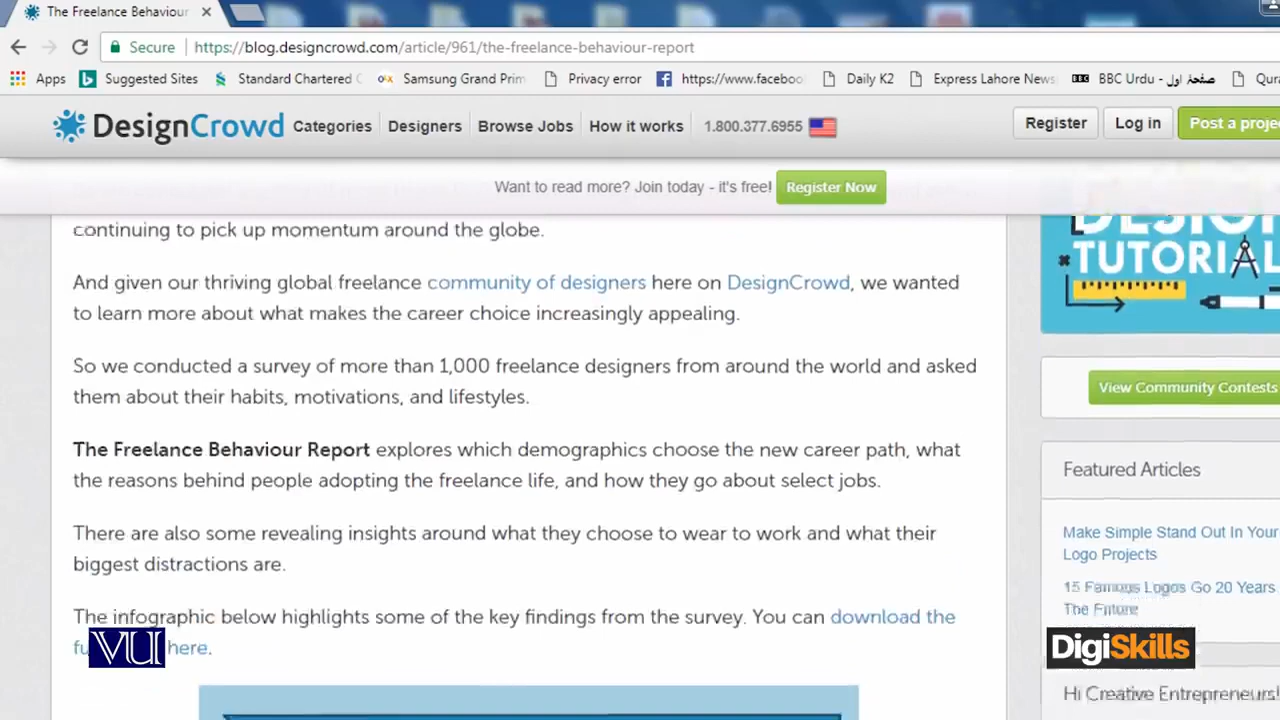 The Freelance Behaviour
Secure https://blog.designcrowd.com/article/961/the-freelance-behaviour-report
Apps Suggested Sites Standard Chartered Samsung Grand Prim Privacy error https://www.faceboo Daily K2 Express Lahore News BBC Urdu - صفحۂ اول Qura
DesignCrowd Categories Designers Browse Jobs How it works 1.800.377.6955 Register Log in Post a proje
Want to read more? Join today - it's free! Register Now
continuing to pick up momentum around the globe.
And given our thriving global freelance community of designers here on DesignCrowd, we wanted
to learn more about what makes the career choice increasingly appealing.
So we conducted a survey of more than 1,000 freelance designers from around the world and asked
them about their habits, motivations, and lifestyles.
The Freelance Behaviour Report explores which demographics choose the new career path, what
the reasons behind people adopting the freelance life, and how they go about select jobs.
There are also some revealing insights around what they choose to wear to work and what their
biggest distractions are.
The infographic below highlights some of the key findings from the survey. You can download the
fu here.
VU
DESIGN
TUTORIAL
View Community Contests
Featured Articles
Make Simple Stand Out In Your
Logo Projects
15 Famous Logos Go 20 Years
The Future
DigiSkills
Hi Creative Entrepreneurs!